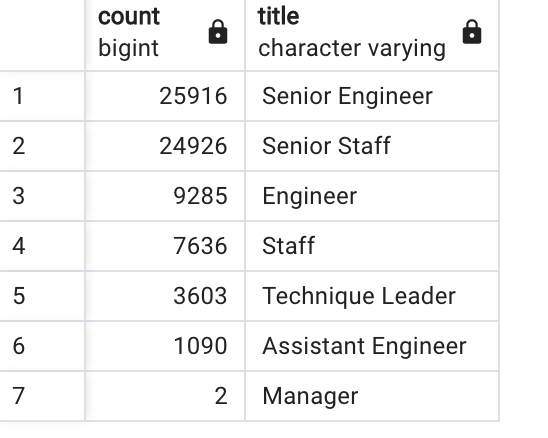 count title
bigint character varying
1 25916 Senior Engineer
2 24926 Senior Staff
3 9285 Engineer
4 7636 Staff
5 3603 Technique Leader
6 1090 Assistant Engineer
7 2 Manager